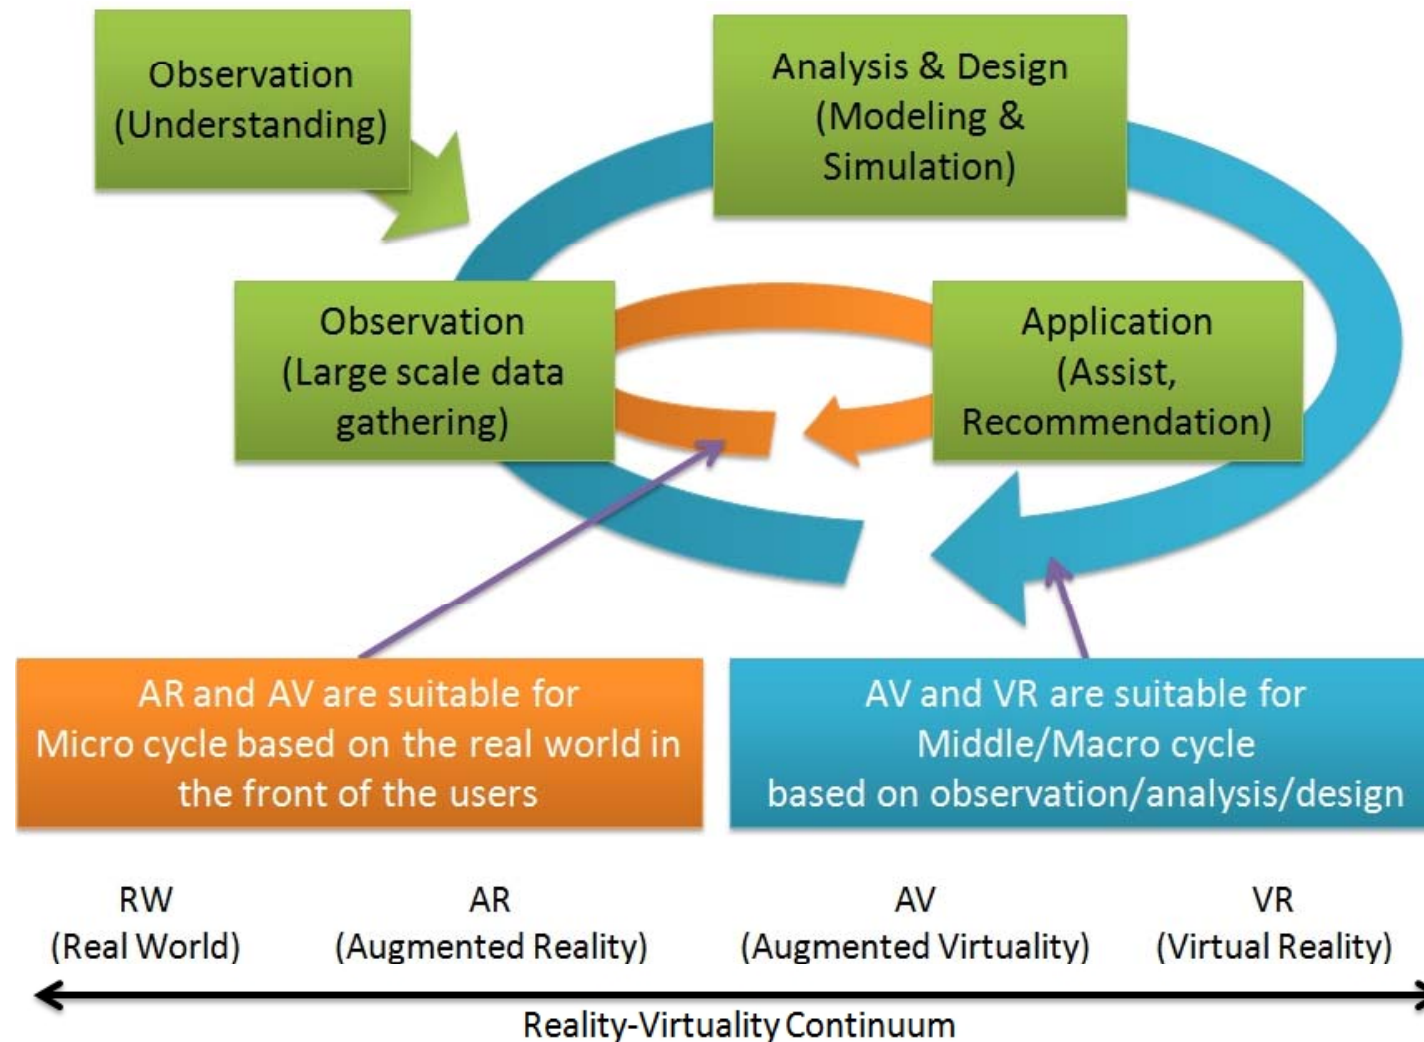 Observation
(Understanding)
Analysis & Design
(Modeling &
Simulation)
Observation
(Large scale data
gathering)
Application
(Assist,
Recommendation)
AR and AV are suitable for
Micro cycle based on the real world in
the front of the users
AV and VR are suitable for
Middle/Macro cycle
based on observation/analysis/design
RW
(Real World)
AR
(Augmented Reality)
AV
(Augmented Virtuality)
VR
(Virtual Reality)
Reality-Virtuality Continuum